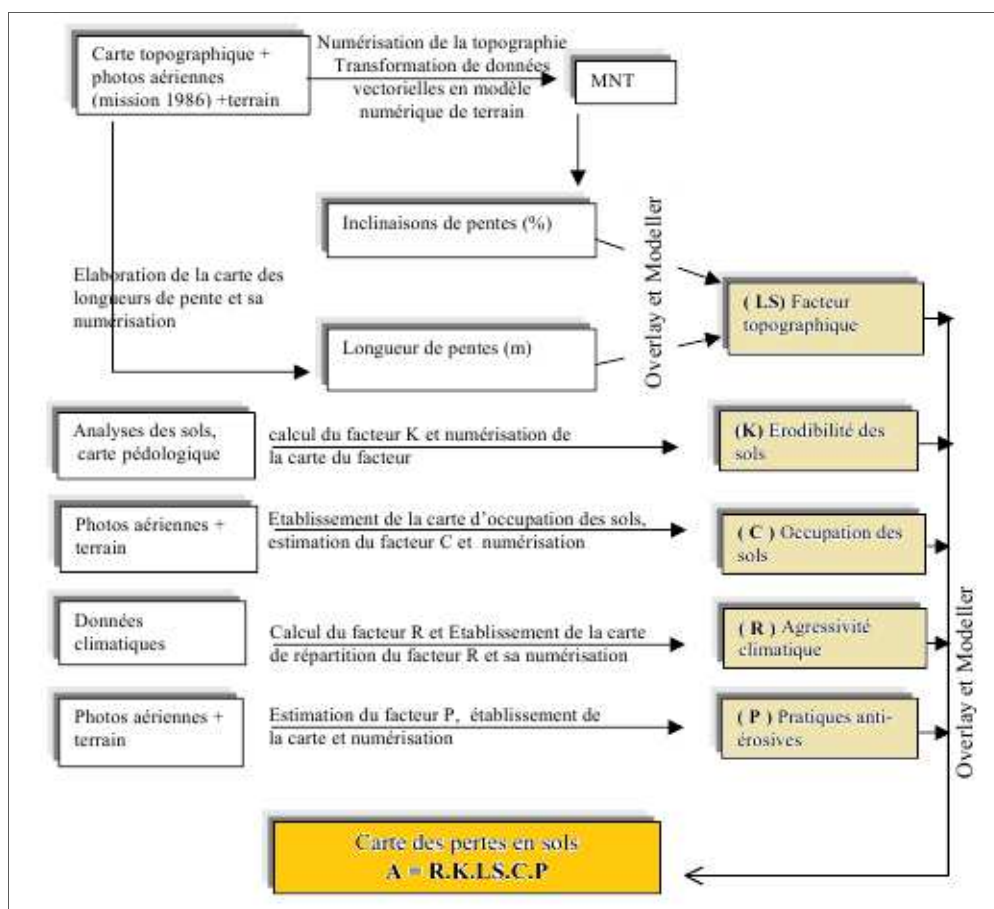 Carte topographique +
photos aériennes
(mission 1986) +terrain
Numérisation de la topographie
Transformation de données
vectorielles en modèle
numérique de terrain
MNT
Inclinaisons de pentes (%)
Elaboration de la carte des
longueurs de pente et sa
numérisation
Longueur de pentes (m)
Overlay et Modeller
( LS) Facteur
topographique
Analyses des sols,
carte pédologique
calcul du facteur K et numérisation de
la carte du facteur
(K) Erodibilité des
sols
Photos aériennes +
terrain
Etablissement de la carte d’occupation des sols,
estimation du facteur C et numérisation
( C ) Occupation des
sols
Données
climatiques
Calcul du facteur R et Etablissement de la carte
de répartition du facteur R et sa numérisation
( R ) Agressivité
climatique
Photos aériennes +
terrain
Estimation du facteur P, établissement de
la carte et numérisation
( P ) Pratiques anti-
érosives
Overlay et Modeller
Carte des pertes en sols
A = R.K.LS.C.P